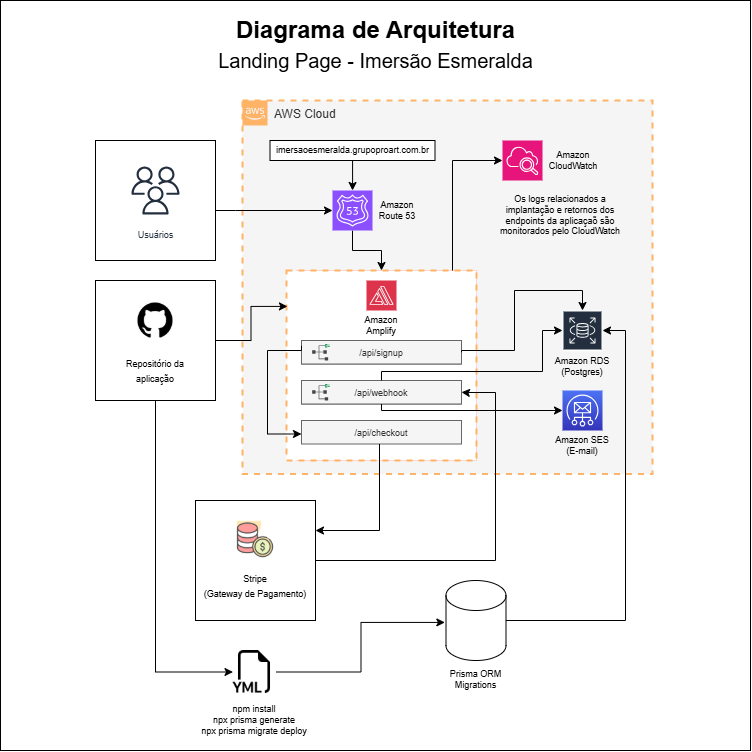 Diagrama de Arquitetura
Landing Page - Imersão Esmeralda
aws
AWS Cloud
imersaoesmeralda.grupoproart.com.br
Amazon
CloudWatch
53
Amazon
Route 53
Os logs relacionados a
implantação e retornos dos
endpoints da aplicaçaõ são
monitorados pelo CloudWatch
Usuários
Amazon
Amplify
Repositório da
aplicação
/api/signup
Amazon RDS
(Postgres)
/api/webhook
/api/checkout
Amazon SES
(E-mail)
$
Stripe
(Gateway de Pagamento)
Prisma ORM
Migrations
YML
npm install
npx prisma generate
npx prisma migrate deploy